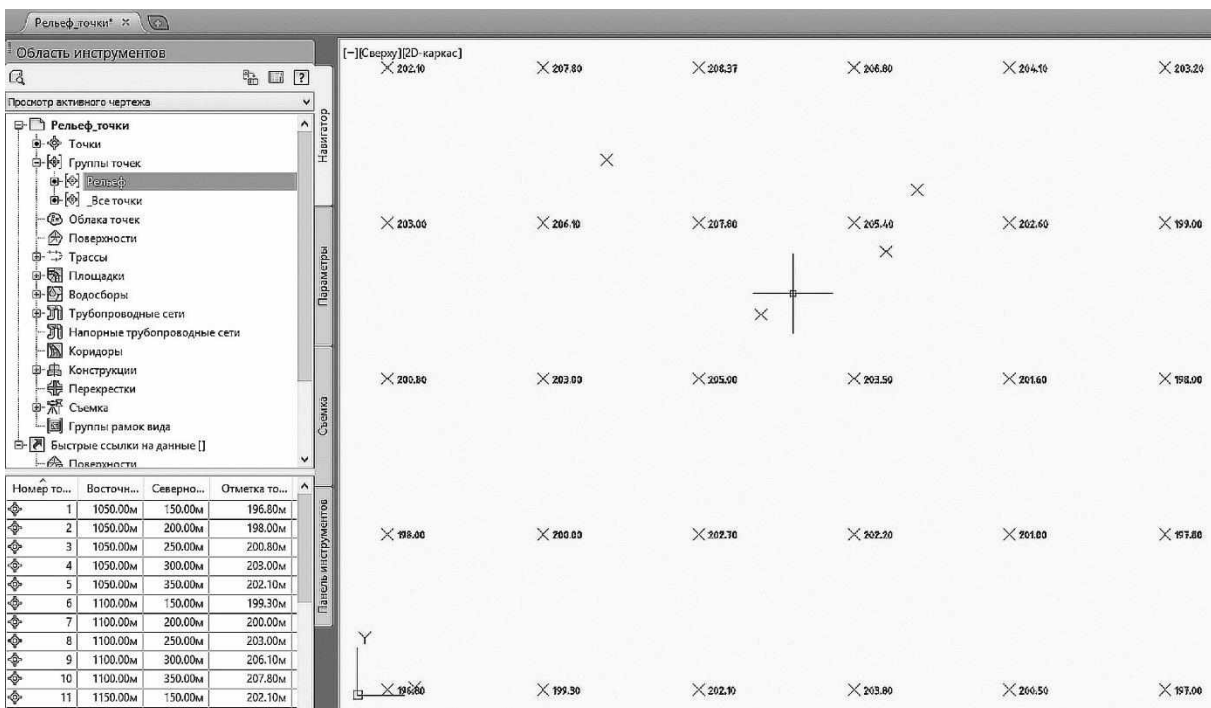 Рельеф_точки*
Область инструментов
Просмотр активного чертежа
Рельеф_точки
Точки
Группы точек
Рельеф
_Все точки
Облака точек
Поверхности
Трассы
Площадки
Водосборы
Трубопроводные сети
Напорные трубопроводные сети
Коридоры
Конструкции
Перекрестки
Съемка
Группы рамок вида
Быстрые ссылки на данные []
Поверхности
Навигатор
Параметры
Съемка
Панель инструментов
Номер то... Восточн... Северно... Отметка то...
1 1050.00м 150.00м 196.80м
2 1050.00м 200.00м 198.00м
3 1050.00м 250.00м 200.80м
4 1050.00м 300.00м 203.00м
5 1050.00м 350.00м 202.10м
6 1100.00м 150.00м 199.30м
7 1100.00м 200.00м 200.00м
8 1100.00м 250.00м 203.00м
9 1100.00м 300.00м 206.10м
10 1100.00м 350.00м 207.80м
11 1150.00м 150.00м 202.10м
[−][Сверху][2D-каркас]
202.10 207.80 208.37 206.80 204.10 203.20
203.00 206.10 207.80 205.40 202.60 199.00
200.80 203.00 205.00 203.50 201.60 198.00
198.00 200.00 202.70 202.20 201.80 197.80
Y
196.80 199.30 202.10 203.80 200.50 197.00